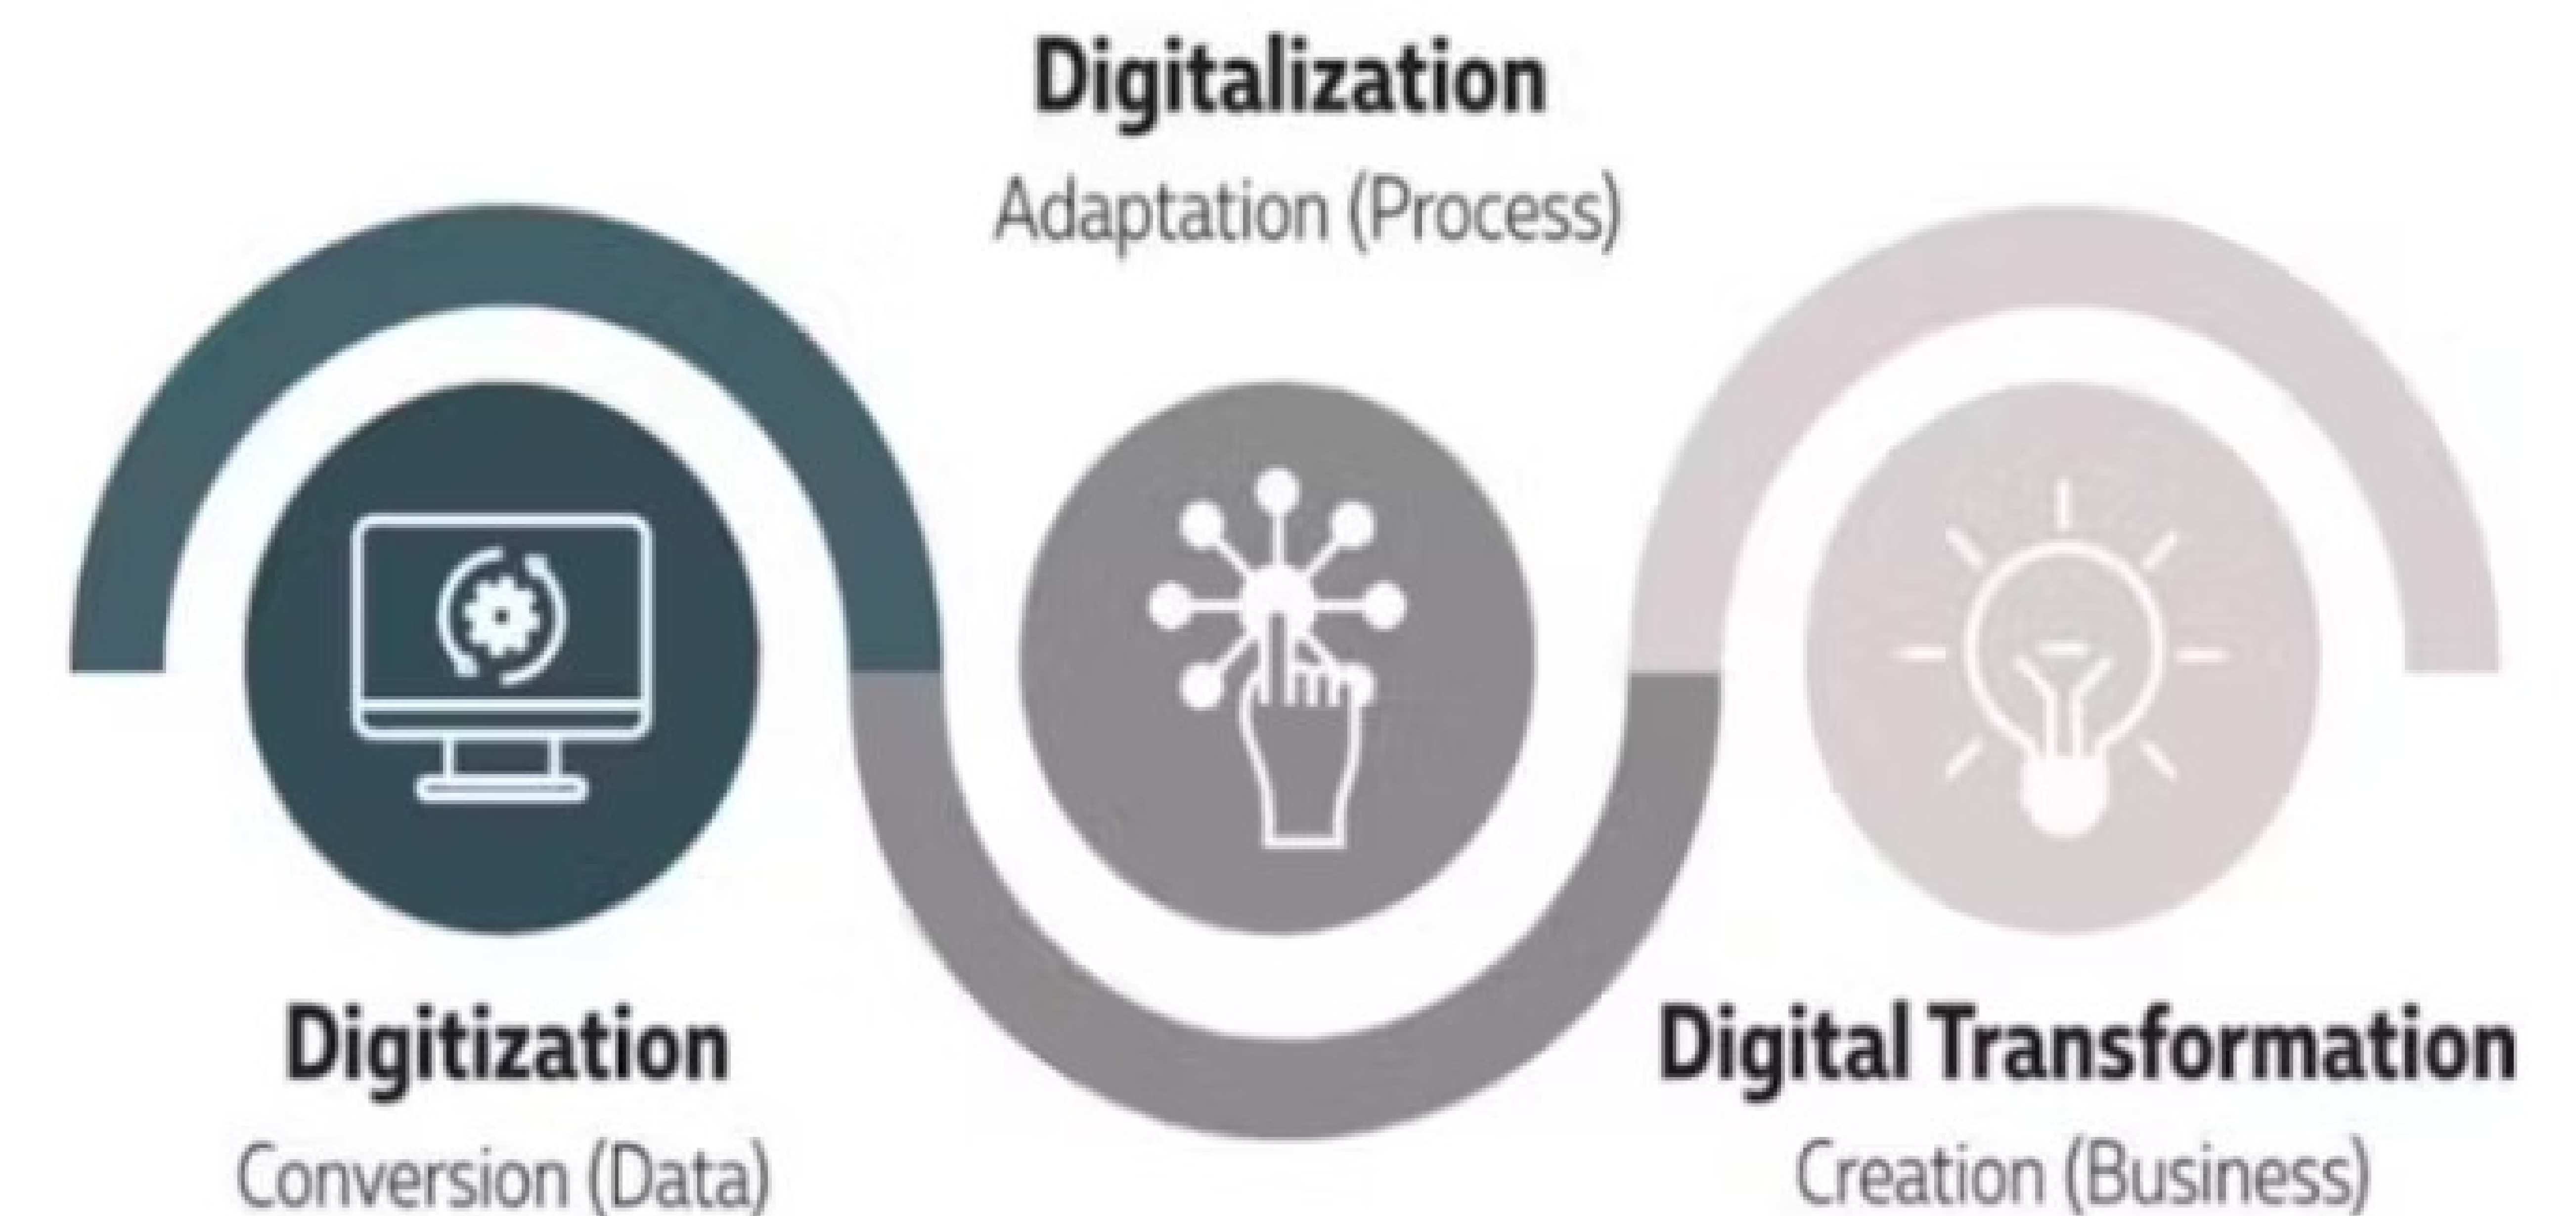 Digitalization
Adaptation (Process)
Digitization
Conversion (Data)
Digital Transformation
Creation (Business)